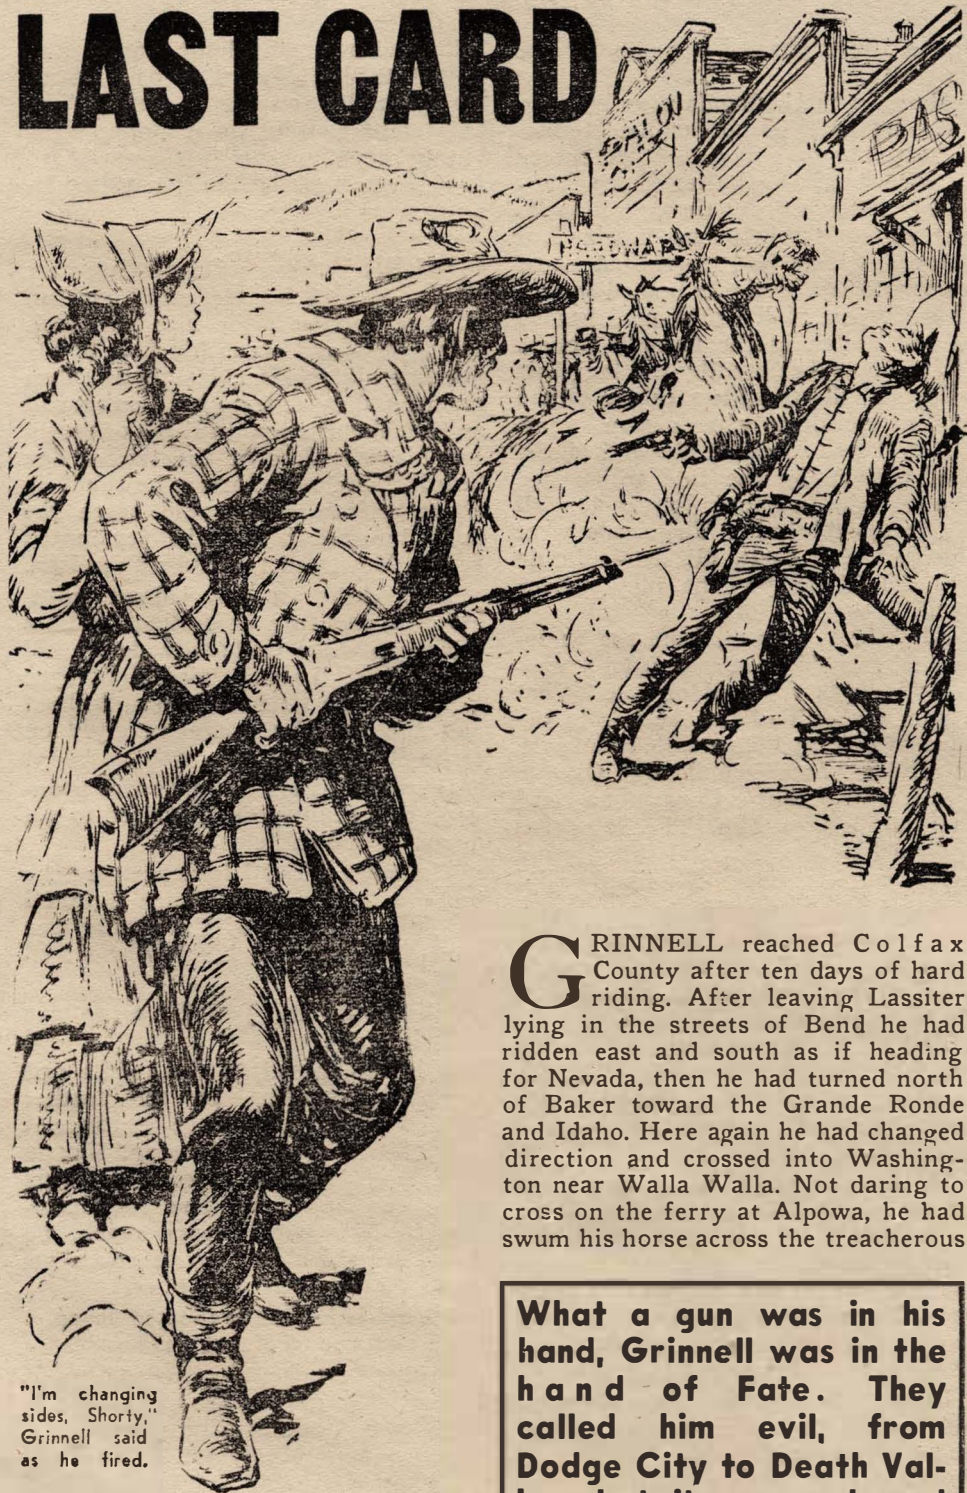 LAST CARD
SALOU
PAS
HARDWAR
"I'm changing
sides, Shorty,"
Grinnell said
as he fired.
GRINNELL reached Colfax
County after ten days of hard
riding. After leaving Lassiter
lying in the streets of Bend he had
ridden east and south as if heading
for Nevada, then he had turned north
of Baker toward the Grande Ronde
and Idaho. Here again he had changed
direction and crossed into Washing-
ton near Walla Walla. Not daring to
cross on the ferry at Alpowa, he had
swum his horse across the treacherous
What a gun was in his
hand, Grinnell was in the
hand of Fate. They
called him evil, from
Dodge City to Death Val-